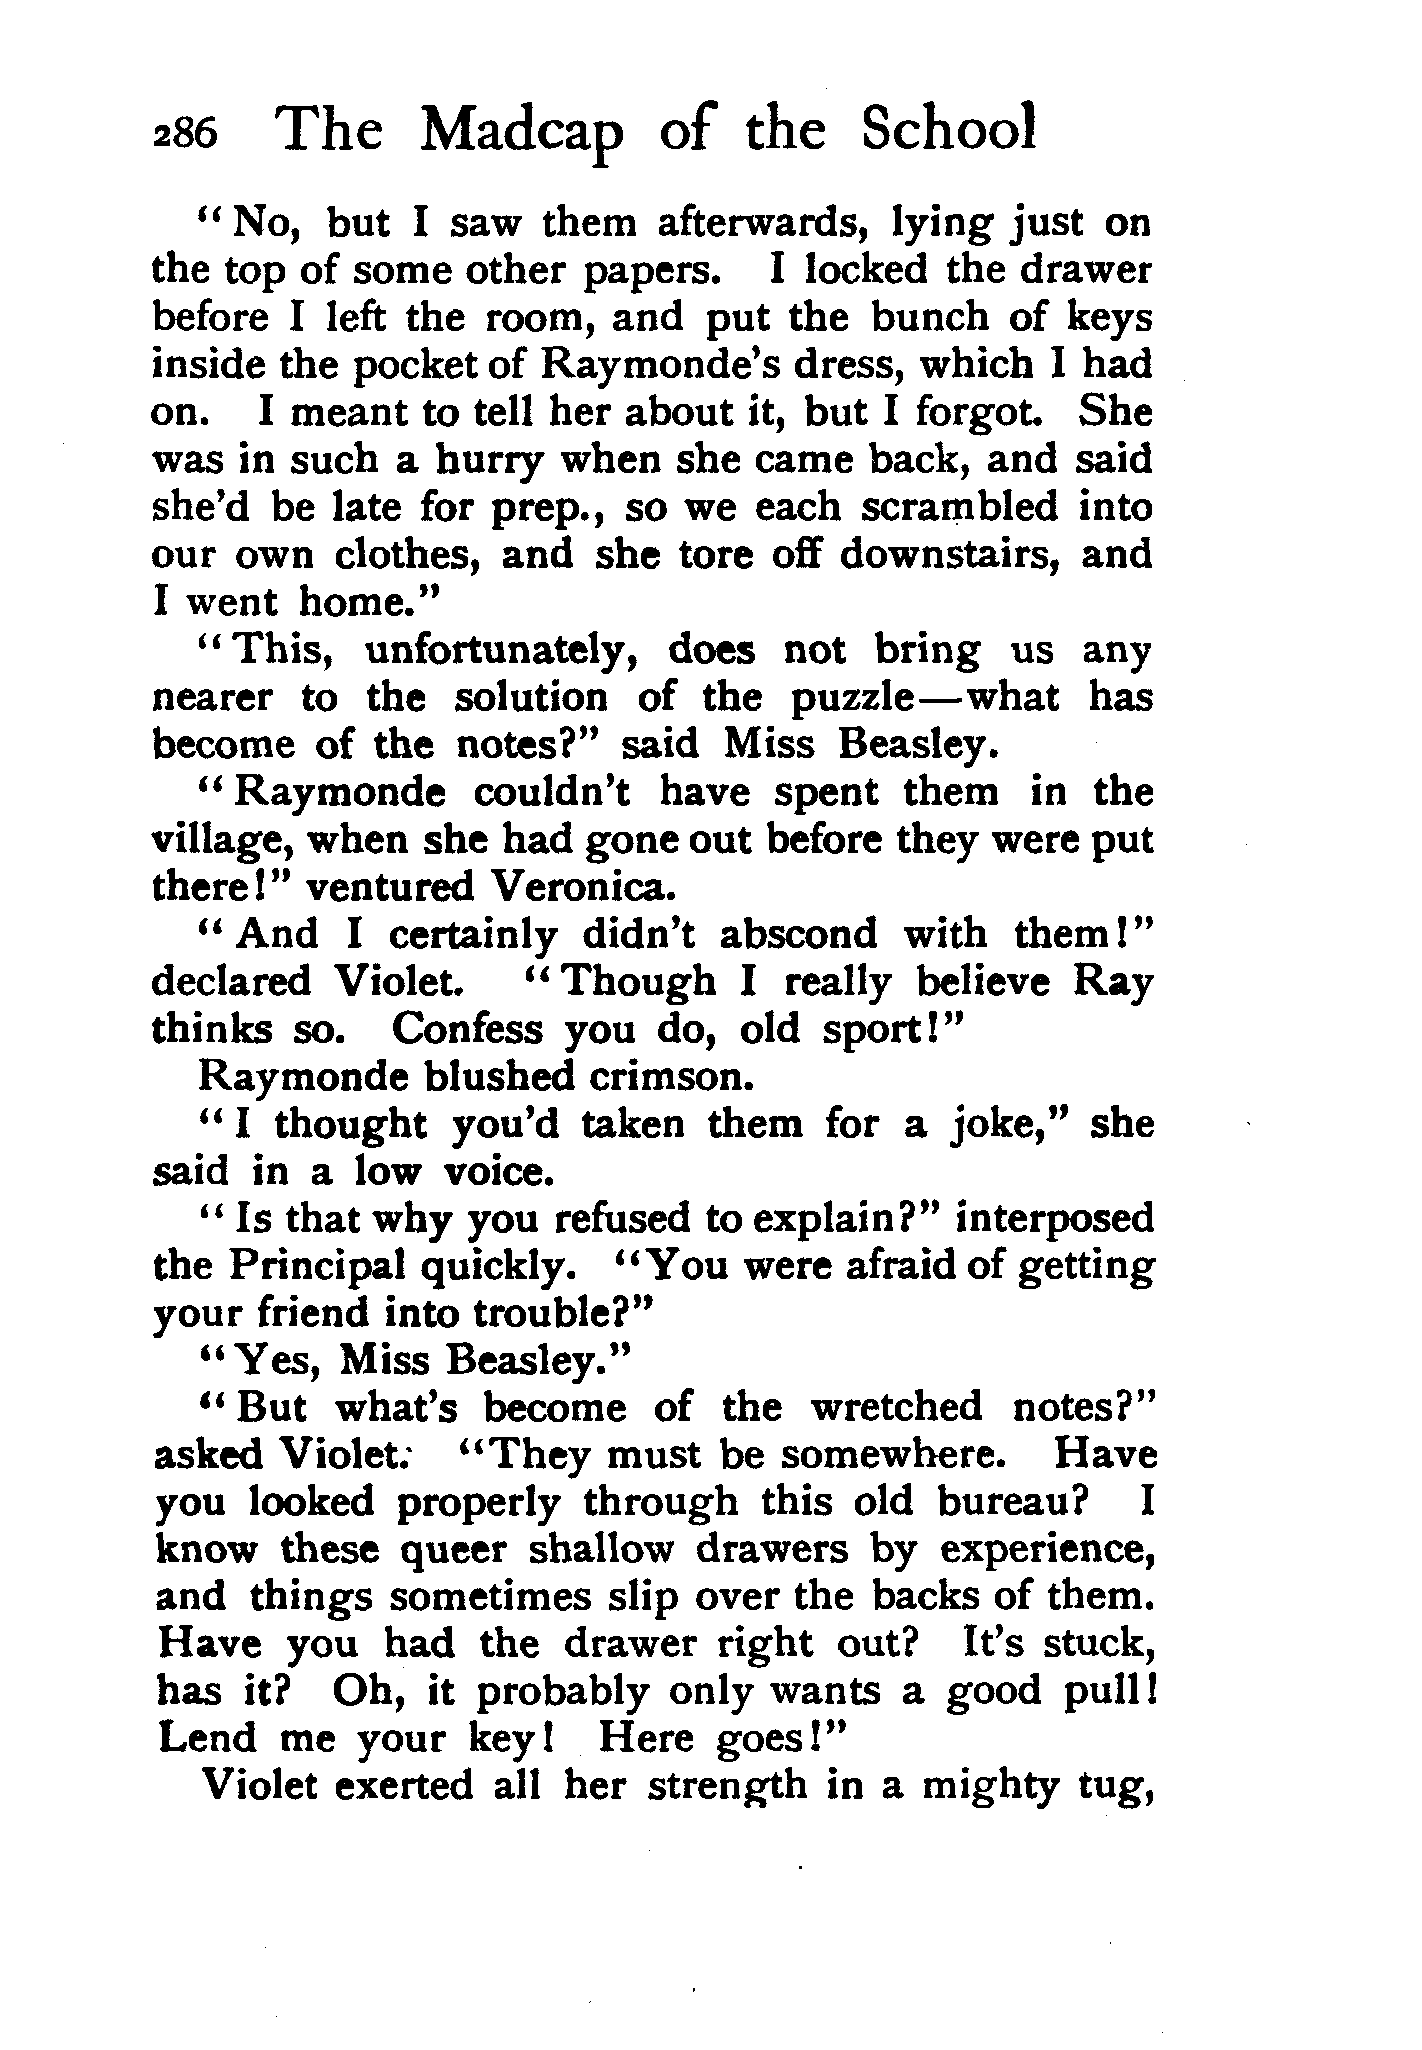 286 The Madcap of the School
“No, but I saw them afterwards, lying just on
the top of some other papers. I locked the drawer
before I left the room, and put the bunch of keys
inside the pocket of Raymonde’s dress, which I had
on. I meant to tell her about it, but I forgot. She
was in such a hurry when she came back, and said
she’d be late for prep., so we each scrambled into
our own clothes, and she tore off downstairs, and
I went home.”
“This, unfortunately, does not bring us any
nearer to the solution of the puzzle—what has
become of the notes?” said Miss Beasley.
“Raymonde couldn’t have spent them in the
village, when she had gone out before they were put
there!” ventured Veronica.
“And I certainly didn’t abscond with them!”
declared Violet. “Though I really believe Ray
thinks so. Confess you do, old sport!”
Raymonde blushed crimson.
“I thought you’d taken them for a joke,” she
said in a low voice.
“Is that why you refused to explain?” interposed
the Principal quickly. “You were afraid of getting
your friend into trouble?”
“Yes, Miss Beasley.”
“But what’s become of the wretched notes?”
asked Violet. “They must be somewhere. Have
you looked properly through this old bureau? I
know these queer shallow drawers by experience,
and things sometimes slip over the backs of them.
Have you had the drawer right out? It’s stuck,
has it? Oh, it probably only wants a good pull!
Lend me your key! Here goes!”
Violet exerted all her strength in a mighty tug,